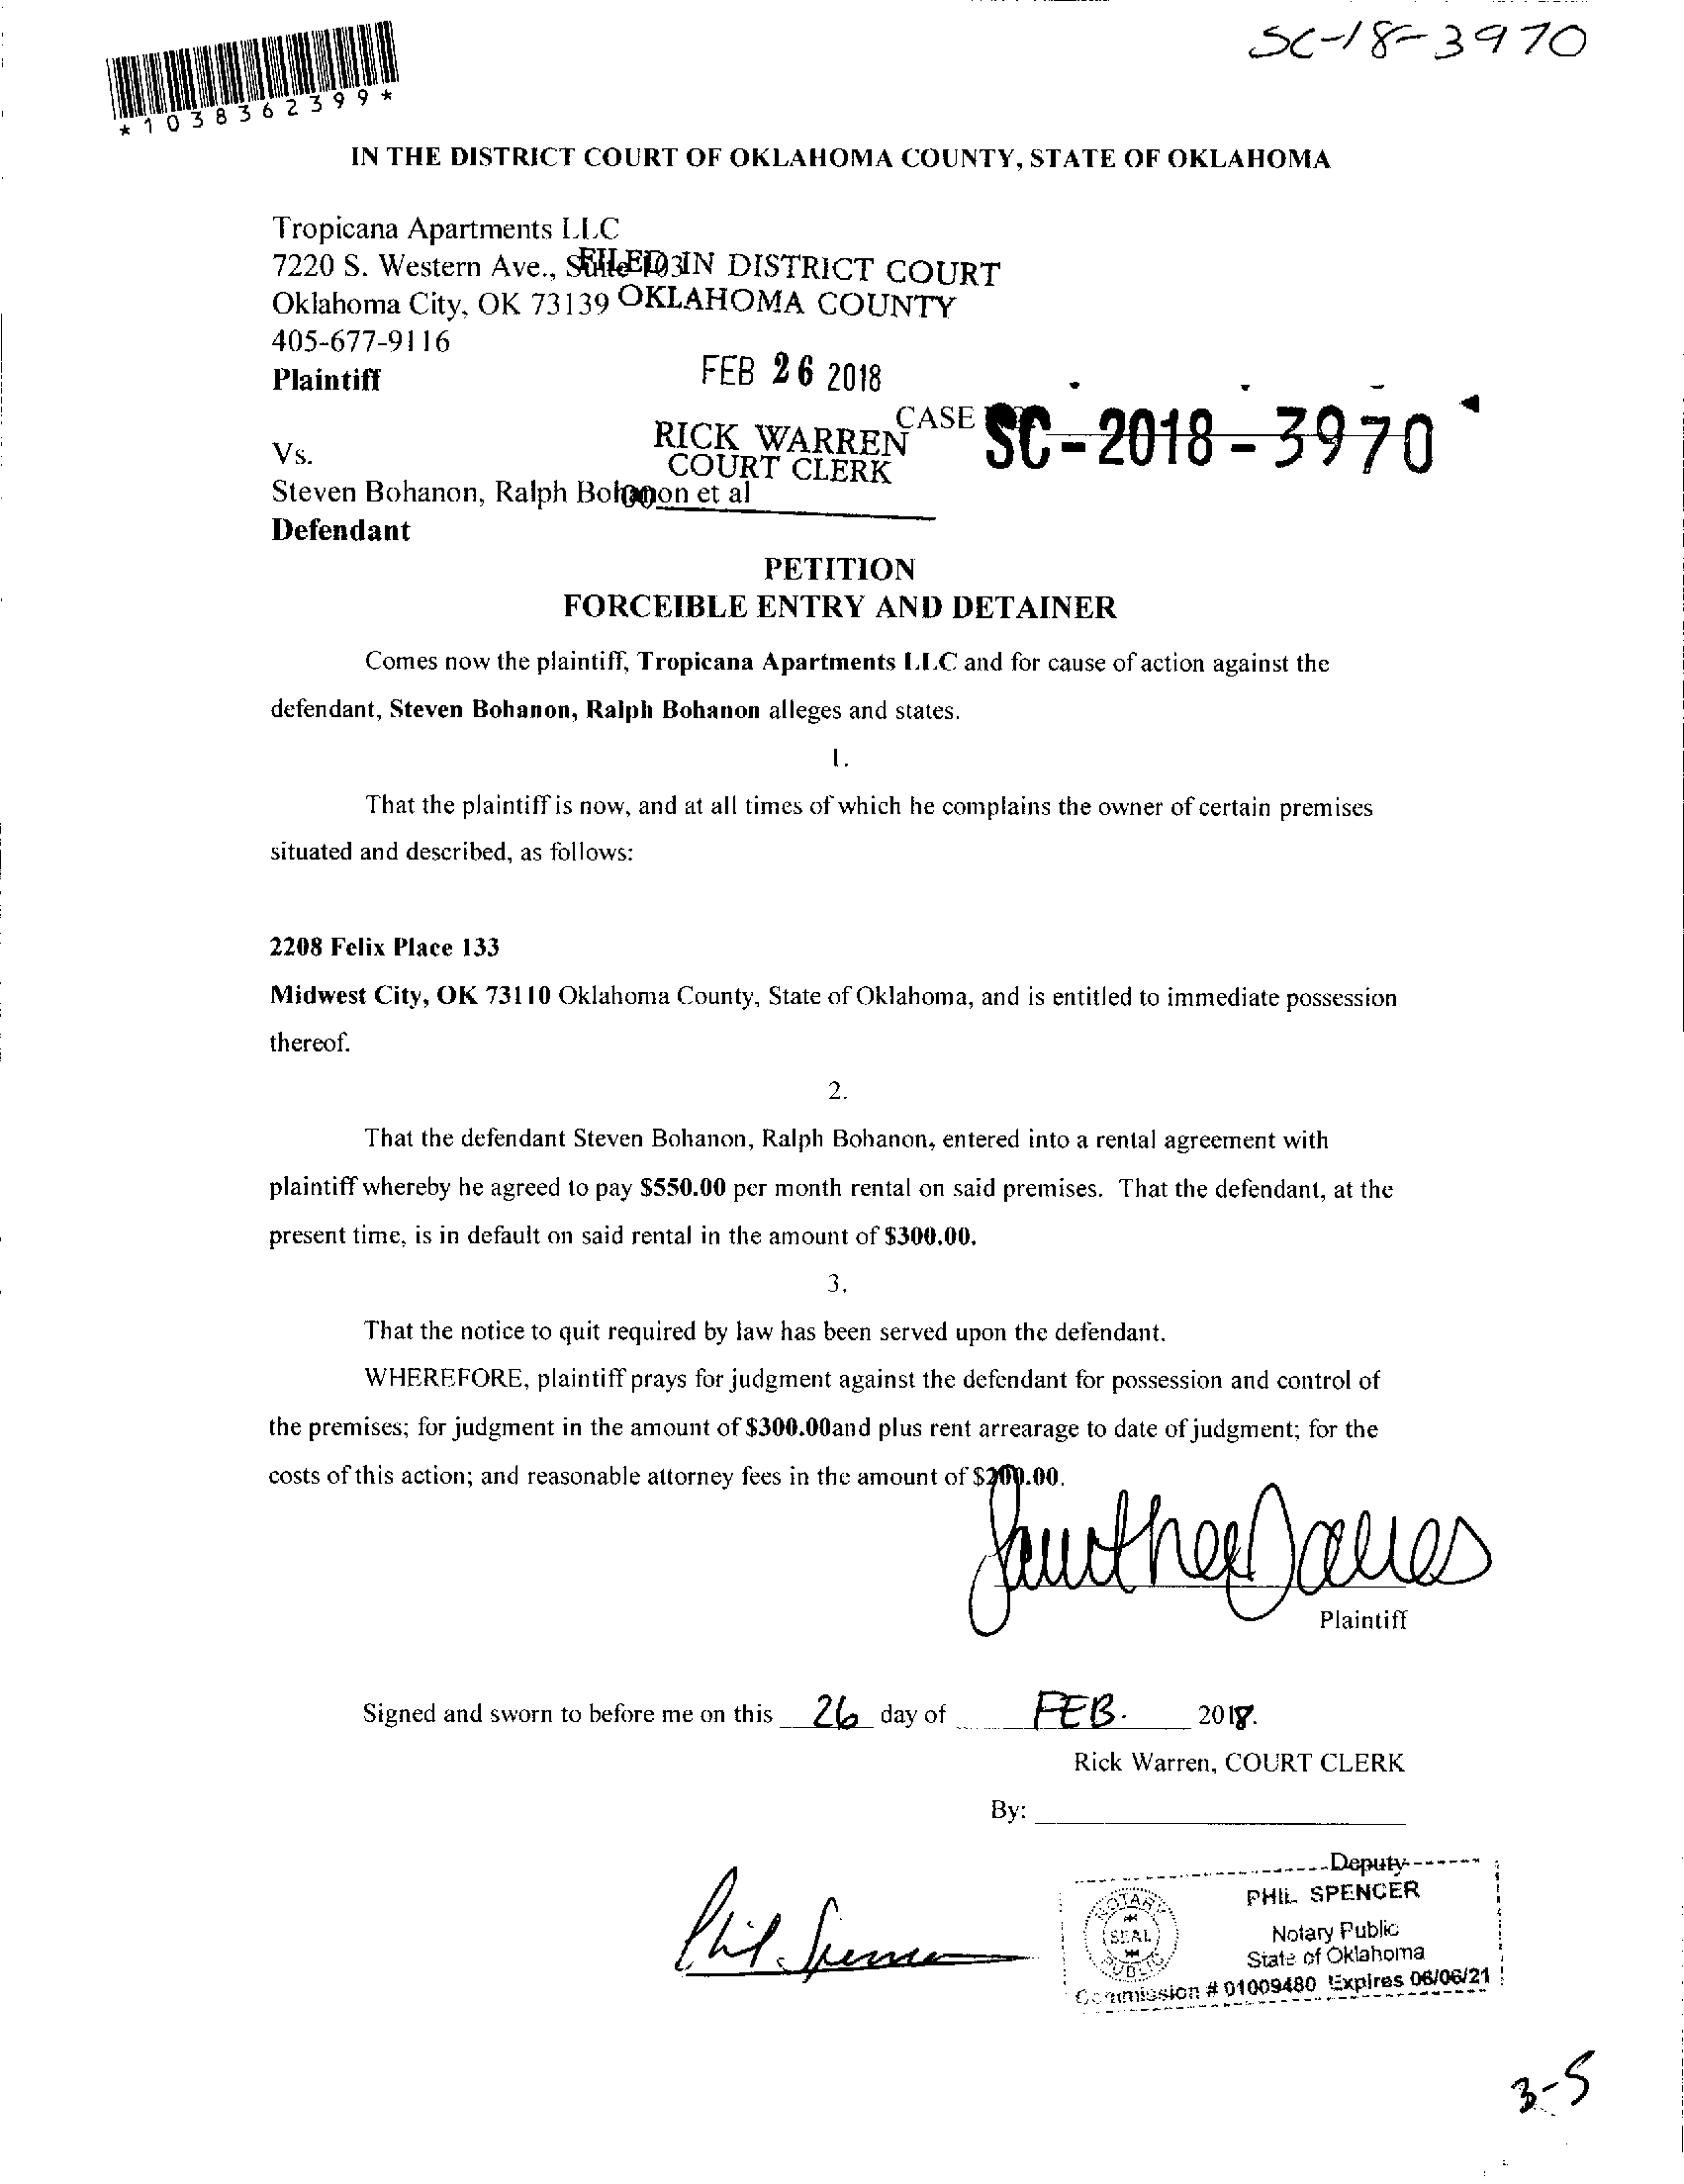 SC-18-3970
*1038362399*
IN THE DISTRICT COURT OF OKLAHOMA COUNTY, STATE OF OKLAHOMA
Tropicana Apartments LLC
7220 S. Western Ave., Suite 103
FILED IN DISTRICT COURT
Oklahoma City, OK 73139
OKLAHOMA COUNTY
405-677-9116
Plaintiff
FEB 26 2018
CASE
SC-2018-3970
RICK WARREN
COURT CLERK
Vs.
Steven Bohanon, Ralph Bohanon et al
Defendant
PETITION
FORCEIBLE ENTRY AND DETAINER
Comes now the plaintiff, Tropicana Apartments LLC and for cause of action against the
defendant, Steven Bohanon, Ralph Bohanon alleges and states.
1.
That the plaintiff is now, and at all times of which he complains the owner of certain premises
situated and described, as follows:
2208 Felix Place 133
Midwest City, OK 73110 Oklahoma County, State of Oklahoma, and is entitled to immediate possession
thereof.
2.
That the defendant Steven Bohanon, Ralph Bohanon, entered into a rental agreement with
plaintiff whereby he agreed to pay $550.00 per month rental on said premises. That the defendant, at the
present time, is in default on said rental in the amount of $300.00.
3.
That the notice to quit required by law has been served upon the defendant.
WHEREFORE, plaintiff prays for judgment against the defendant for possession and control of
the premises; for judgment in the amount of $300.00and plus rent arrearage to date of judgment; for the
costs of this action; and reasonable attorney fees in the amount of $200.00.
Plaintiff
Signed and sworn to before me on this 26 day of FEB. 2018.
Rick Warren, COURT CLERK
By:
Deputy
Phil Spencer
NOTARY
SEAL
PUBLIC
PHIL SPENCER
Notary Public
State of Oklahoma
Commission # 01009480 Expires 06/06/21
3-5